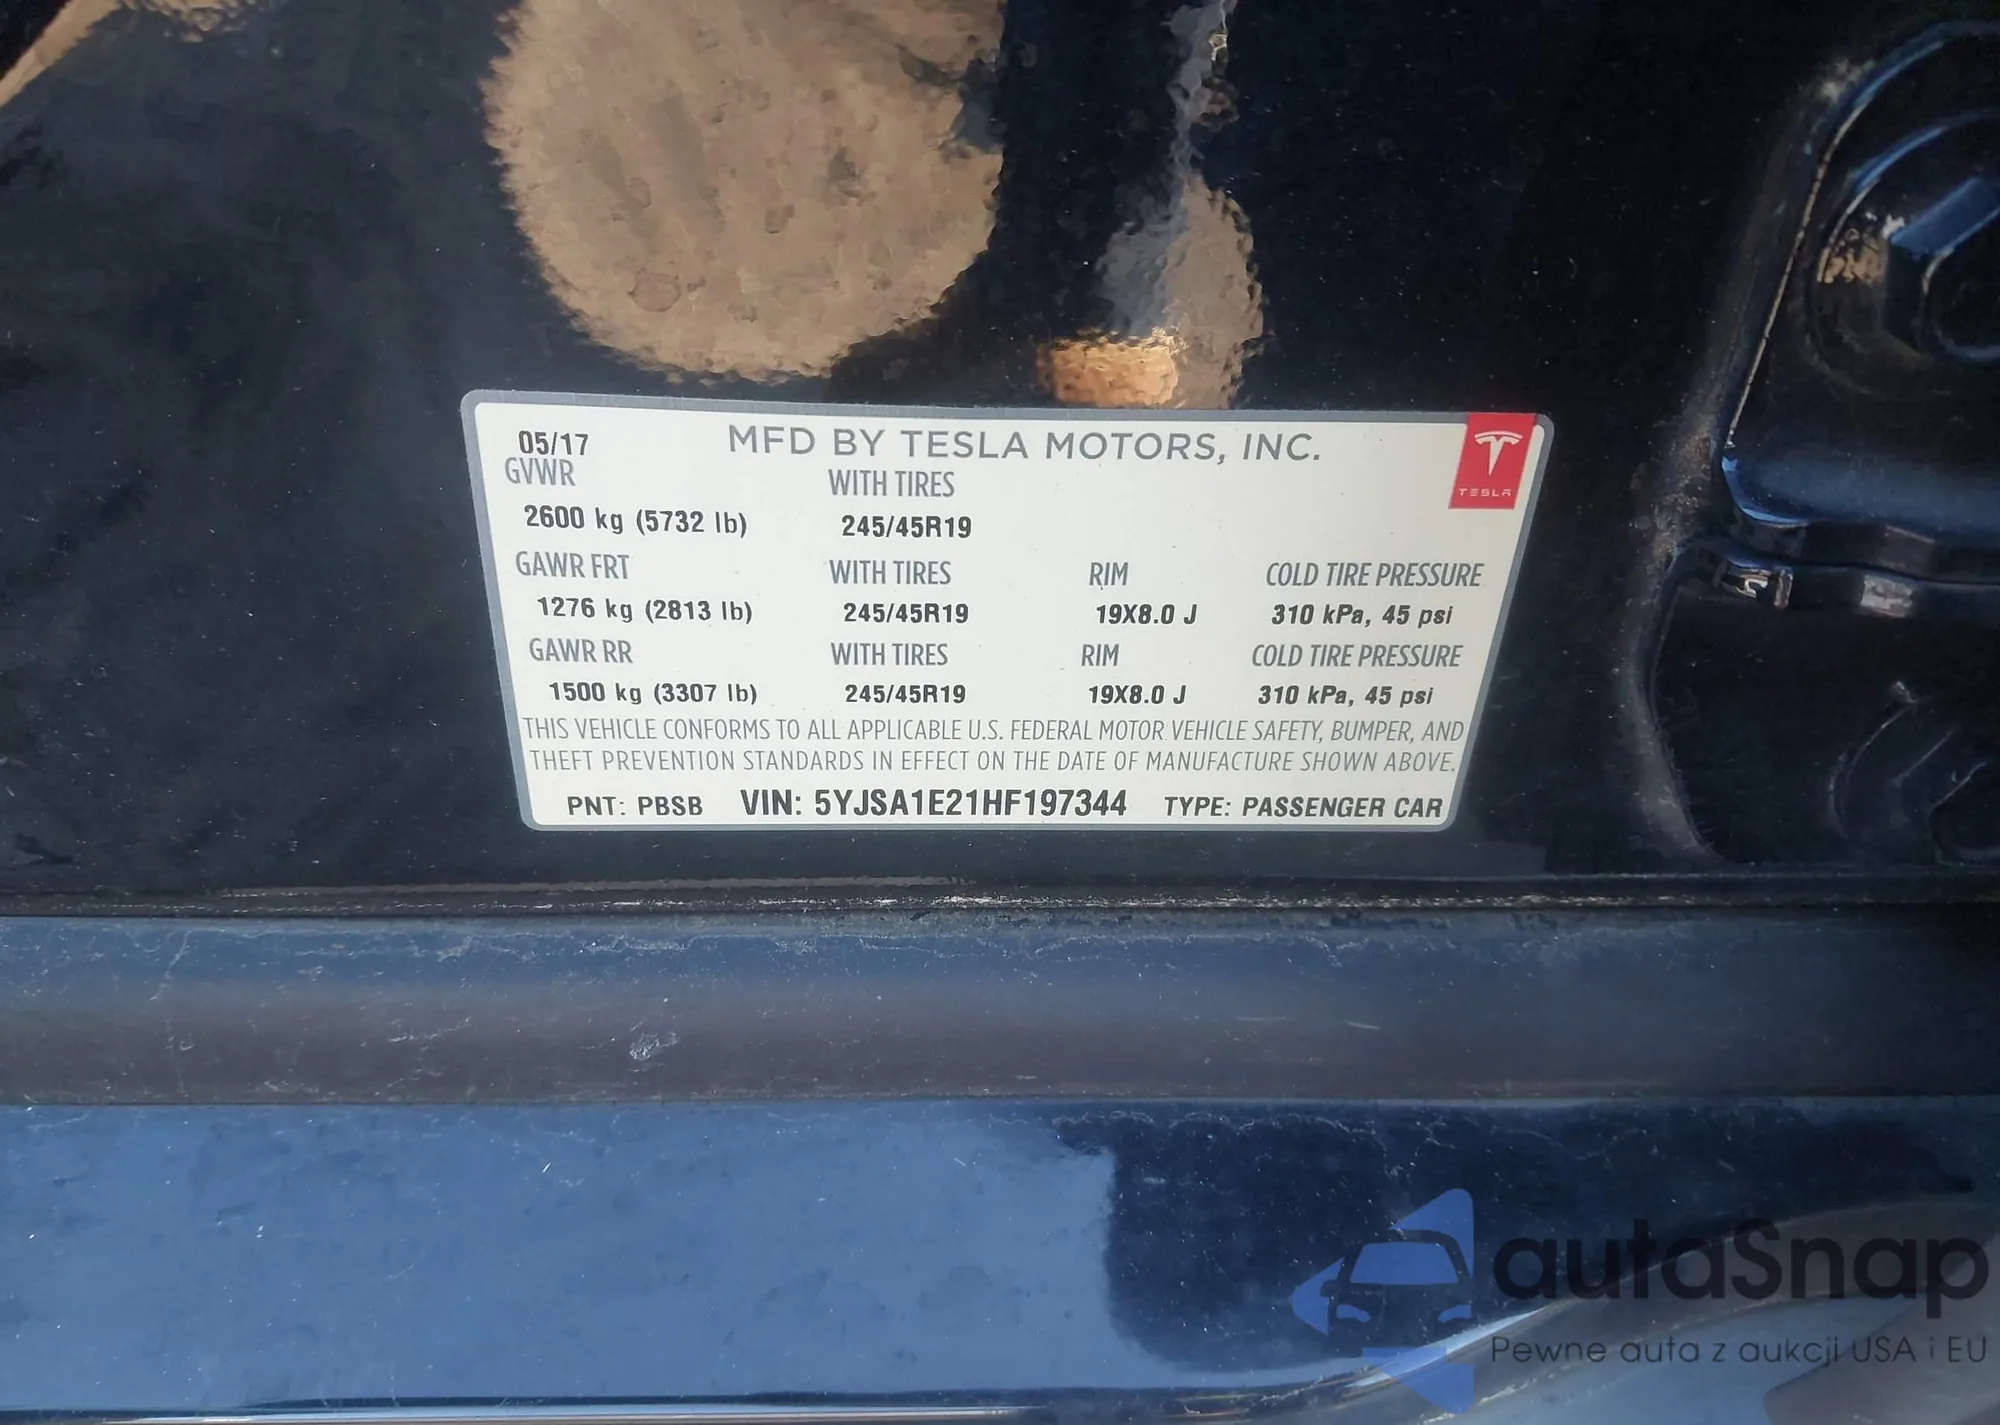 05/17 MFD BY TESLA MOTORS, INC.
TESLA
GVWR WITH TIRES
2600 kg (5732 lb) 245/45R19
GAWR FRT WITH TIRES RIM COLD TIRE PRESSURE
1276 kg (2813 lb) 245/45R19 19X8.0 J 310 kPa, 45 psi
GAWR RR WITH TIRES RIM COLD TIRE PRESSURE
1500 kg (3307 lb) 245/45R19 19X8.0 J 310 kPa, 45 psi
THIS VEHICLE CONFORMS TO ALL APPLICABLE U.S. FEDERAL MOTOR VEHICLE SAFETY, BUMPER, AND
THEFT PREVENTION STANDARDS IN EFFECT ON THE DATE OF MANUFACTURE SHOWN ABOVE.
PNT: PBSB VIN: 5YJSA1E21HF197344 TYPE: PASSENGER CAR
autaSnap
Pewne auta z aukcji USA i EU